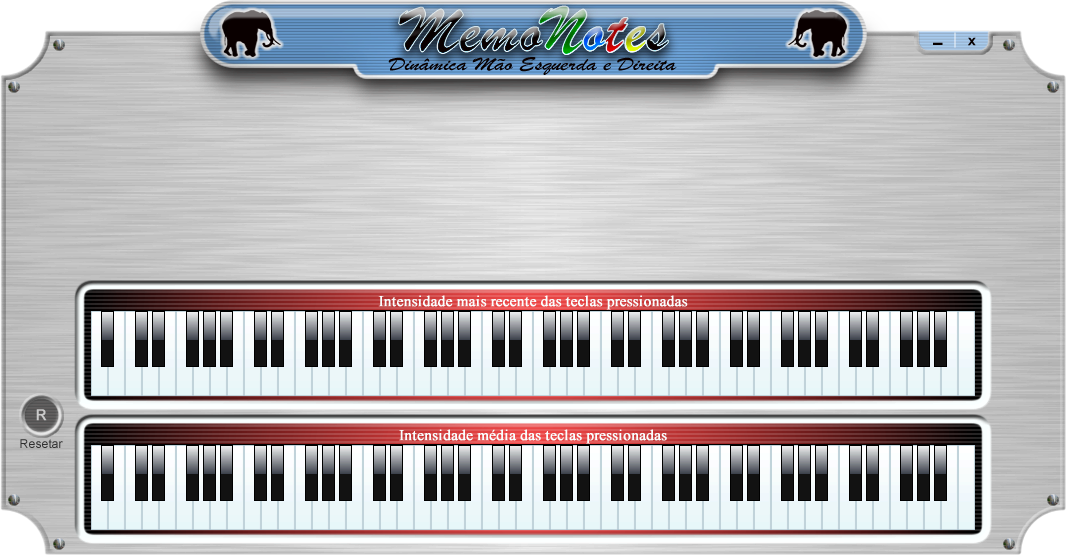 MemoNotes
Dinâmica Mão Esquerda e Direita
x
Intensidade mais recente das teclas pressionadas
R
Resetar
Intensidade média das teclas pressionadas